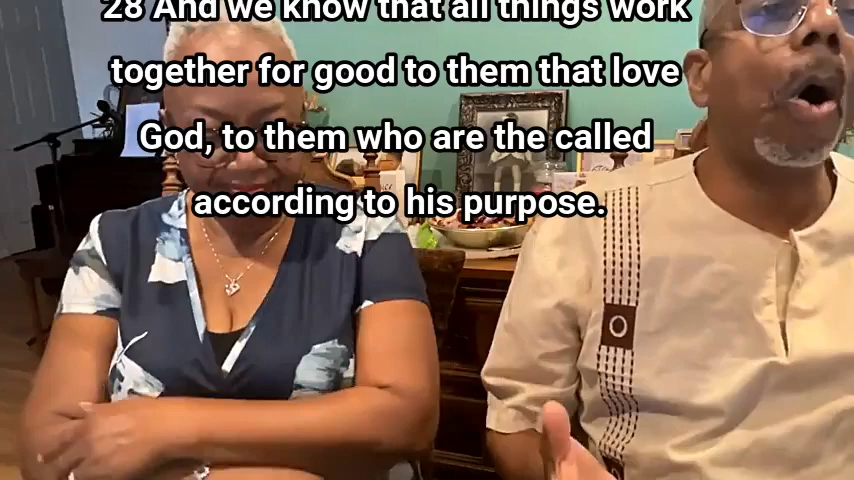 28 And we know that all things work
together for good to them that love
God, to them who are the called
according to his purpose.